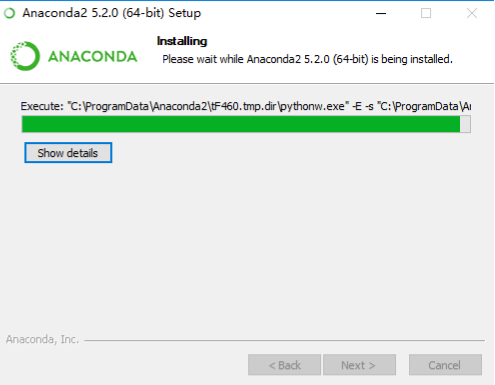 Anaconda2 5.2.0 (64-bit) Setup
ANACONDA
Installing
Please wait while Anaconda2 5.2.0 (64-bit) is being installed.
Execute: "C:\ProgramData\Anaconda2\tF460.tmp.dir\pythonw.exe" -E -s "C:\ProgramData\Ar
Show details
Anaconda, Inc.
< Back
Next >
Cancel